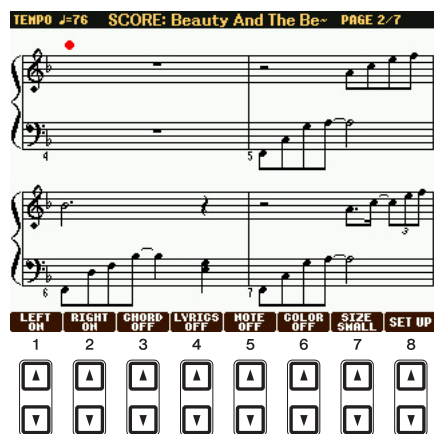 TEMPO ♩=76 SCORE: Beauty And The Be~ PAGE 2/7
4 5
6 7 3
LEFT ON RIGHT ON CHORD OFF LYRICS OFF NOTE OFF COLOR OFF SIZE SMALL SET UP
1 2 3 4 5 6 7 8